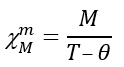 χ_M^m = M / (T – θ)